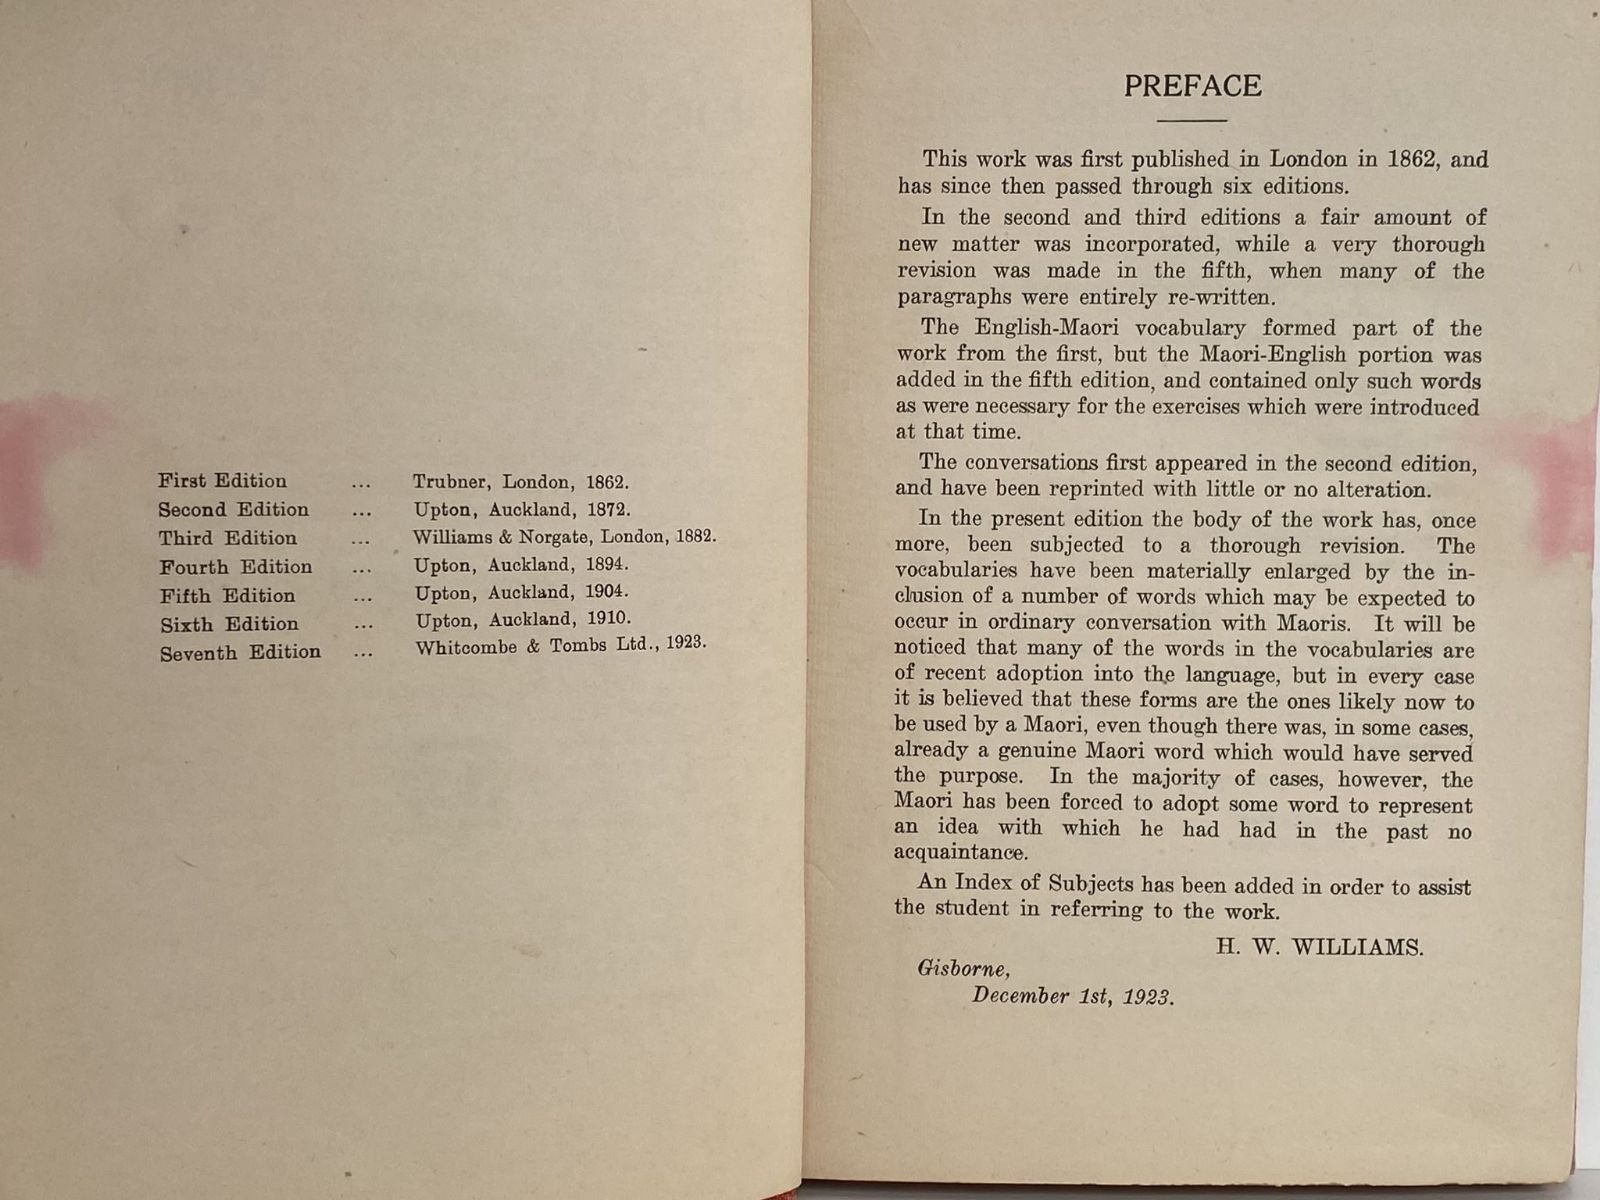 First Edition ... Trubner, London, 1862.
Second Edition ... Upton, Auckland, 1872.
Third Edition ... Williams & Norgate, London, 1882.
Fourth Edition ... Upton, Auckland, 1894.
Fifth Edition ... Upton, Auckland, 1904.
Sixth Edition ... Upton, Auckland, 1910.
Seventh Edition ... Whitcombe & Tombs Ltd., 1923.
PREFACE
This work was first published in London in 1862, and
has since then passed through six editions.
In the second and third editions a fair amount of
new matter was incorporated, while a very thorough
revision was made in the fifth, when many of the
paragraphs were entirely re-written.
The English-Maori vocabulary formed part of the
work from the first, but the Maori-English portion was
added in the fifth edition, and contained only such words
as were necessary for the exercises which were introduced
at that time.
The conversations first appeared in the second edition,
and have been reprinted with little or no alteration.
In the present edition the body of the work has, once
more, been subjected to a thorough revision. The
vocabularies have been materially enlarged by the in-
clusion of a number of words which may be expected to
occur in ordinary conversation with Maoris. It will be
noticed that many of the words in the vocabularies are
of recent adoption into the language, but in every case
it is believed that these forms are the ones likely now to
be used by a Maori, even though there was, in some cases,
already a genuine Maori word which would have served
the purpose. In the majority of cases, however, the
Maori has been forced to adopt some word to represent
an idea with which he had had in the past no
acquaintance.
An Index of Subjects has been added in order to assist
the student in referring to the work.
H. W. WILLIAMS.
Gisborne,
December 1st, 1923.